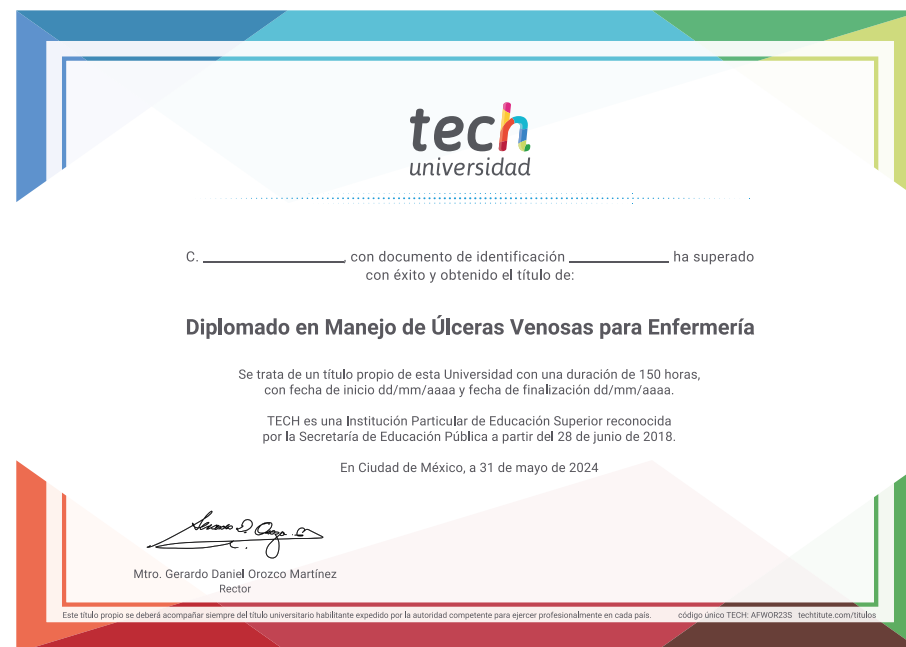 tech
universidad
C. ____________, con documento de identificación ____________ ha superado
con éxito y obtenido el título de:
Diplomado en Manejo de Úlceras Venosas para Enfermería
Se trata de un título propio de esta Universidad con una duración de 150 horas,
con fecha de inicio dd/mm/aaaa y fecha de finalización dd/mm/aaaa.
TECH es una Institución Particular de Educación Superior reconocida
por la Secretaría de Educación Pública a partir del 28 de junio de 2018.
En Ciudad de México, a 31 de mayo de 2024
Mtro. Gerardo Daniel Orozco Martínez
Rector
Este título propio se deberá acompañar siempre del título universitario habilitante expedido por la autoridad competente para ejercer profesionalmente en cada país. código único TECH: AFWOR23S techtitute.com/titulos